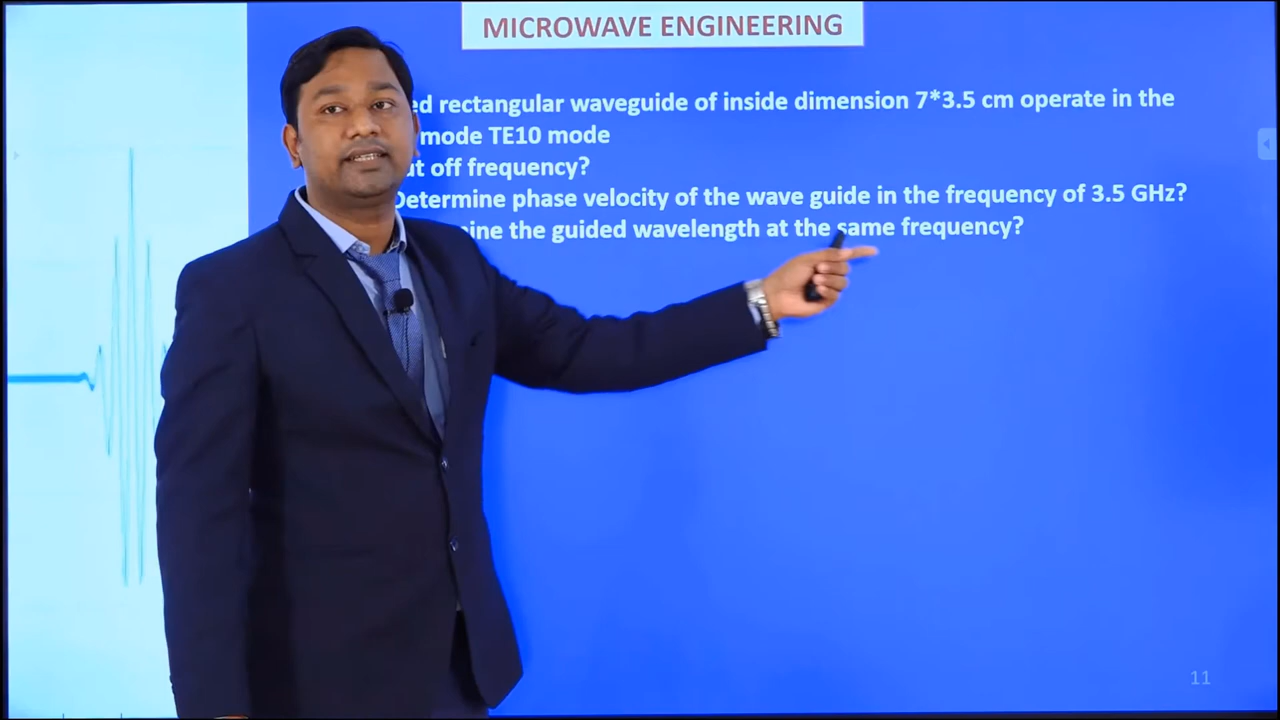 MICROWAVE ENGINEERING
ed rectangular waveguide of inside dimension 7*3.5 cm operate in the
mode TE10 mode
ut off frequency?
Determine phase velocity of the wave guide in the frequency of 3.5 GHz?
ine the guided wavelength at the same frequency?
11